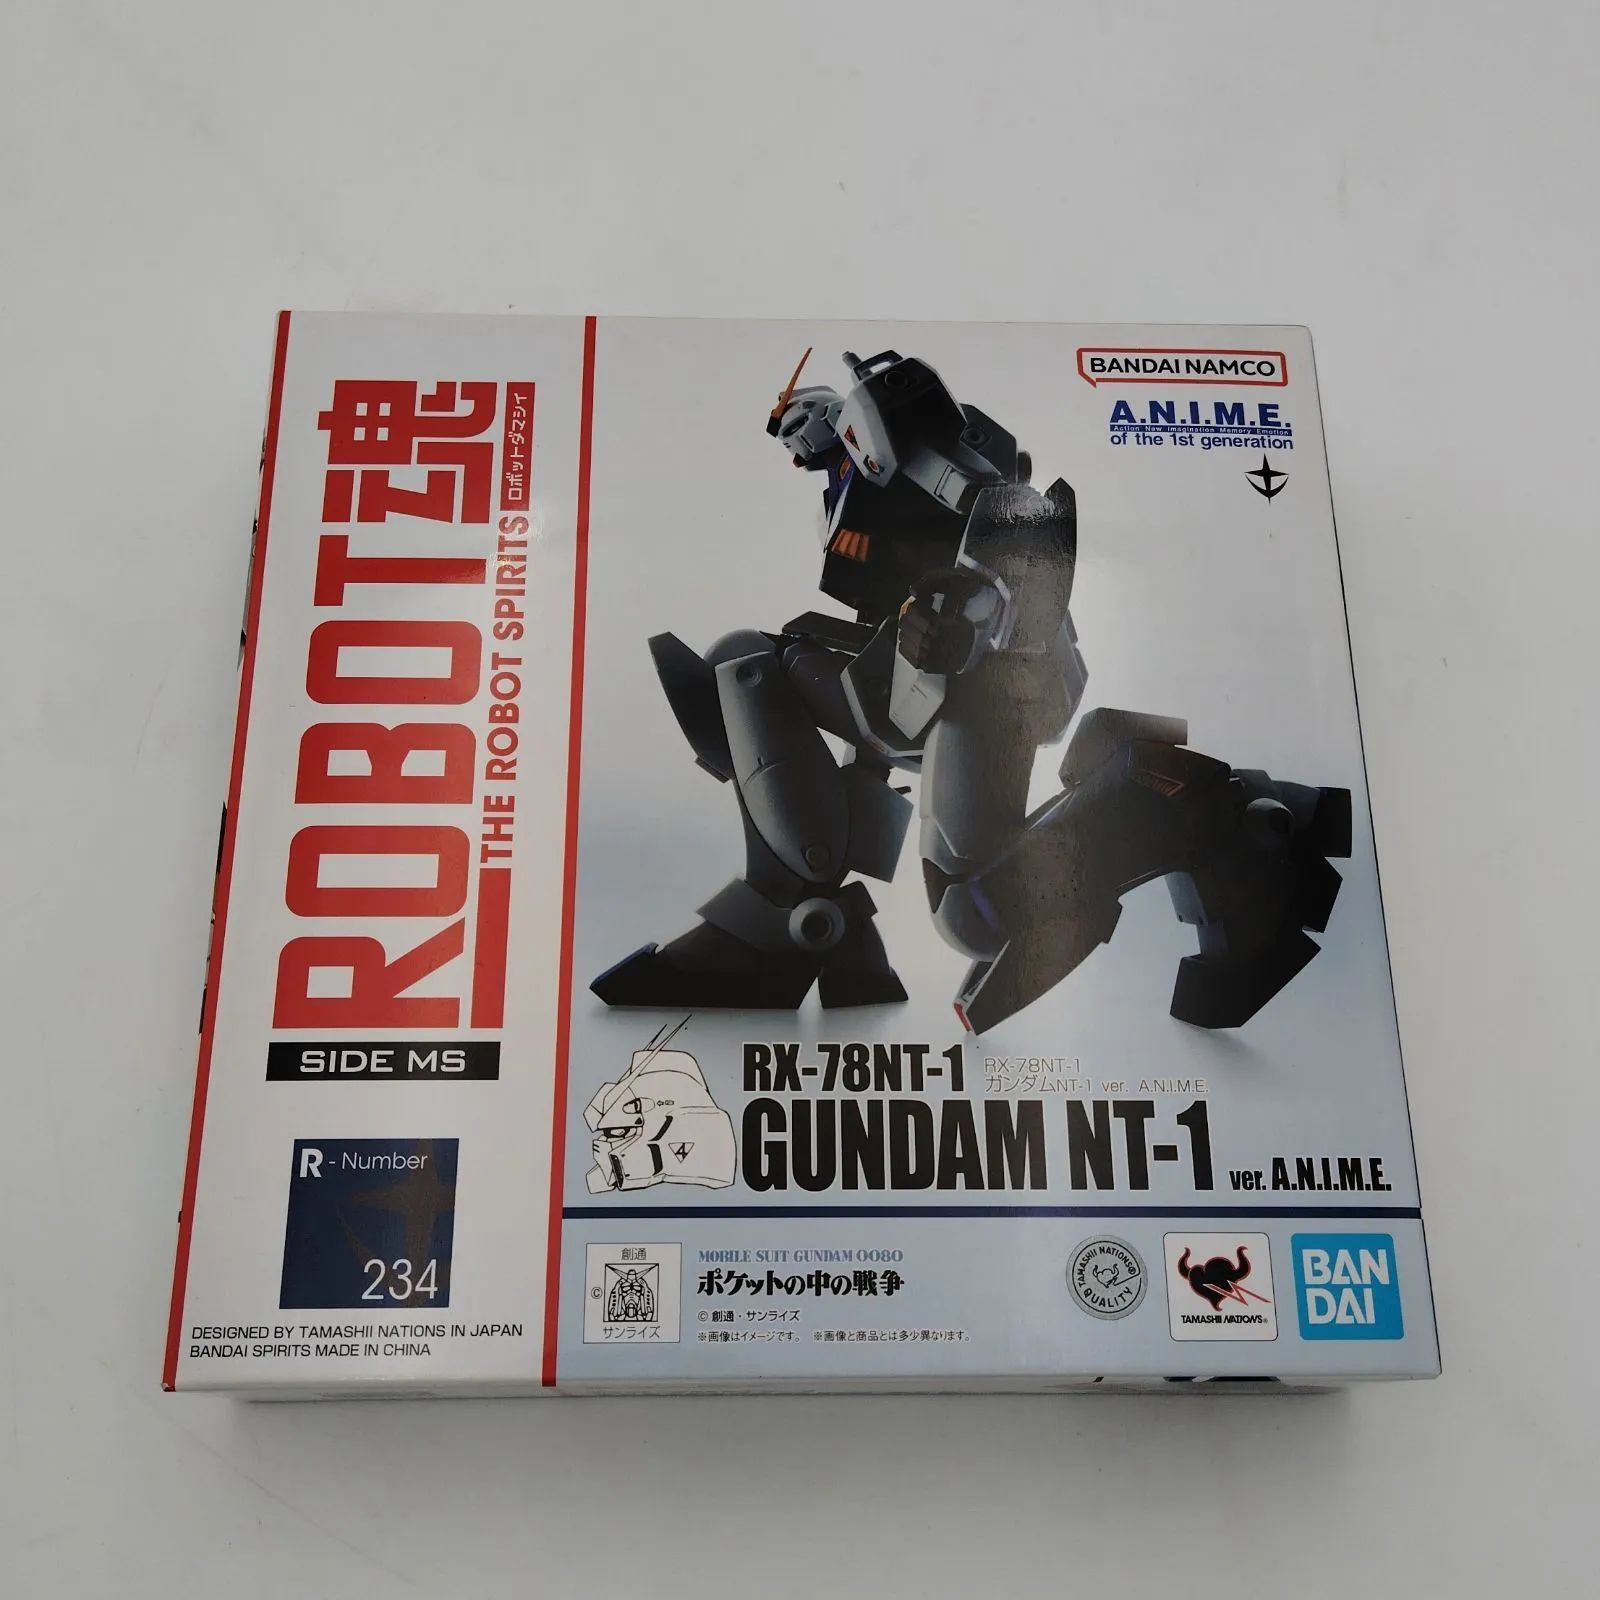 ROBOT魂
ロボットダマシイ
THE ROBOT SPIRITS
SIDE MS
R - Number
234
DESIGNED BY TAMASHII NATIONS IN JAPAN
BANDAI SPIRITS MADE IN CHINA
BANDAI NAMCO
A.N.I.M.E.
Action New Imagination Memory Emotion
of the 1st generation
4
RX-78NT-1
RX-78NT-1
ガンダムNT-1 ver. A.N.I.M.E.
GUNDAM NT-1 ver. A.N.I.M.E.
創通
©
サンライズ
MOBILE SUIT GUNDAM 0080
ポケットの中の戦争
© 創通・サンライズ
※画像はイメージです。 ※画像と商品とは多少異なります。
TAMASHII NATIONS®
QUALITY
TAMASHII NATIONS®
BAN
DAI